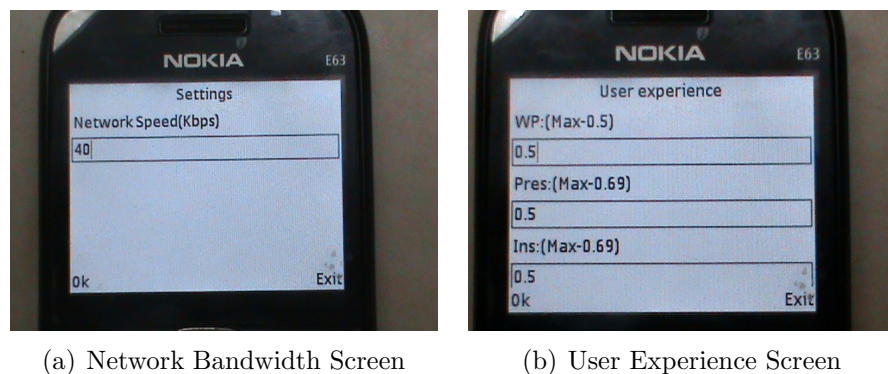 NOKIA
E63
Settings
Network Speed(Kbps)
40
Ok
Exit
NOKIA
E63
User experience
WP:(Max-0.5)
0.5
Pres:(Max-0.69)
0.5
Ins:(Max-0.69)
0.5
Ok
Exit
(a) Network Bandwidth Screen
(b) User Experience Screen